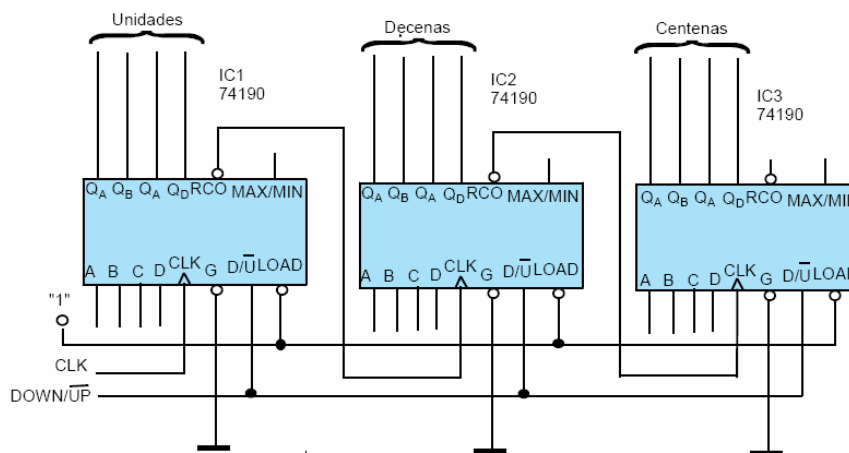 Unidades
Decenas
Centenas
IC1
74190
IC2
74190
IC3
74190
QA QB QA QD RCO MAX/MIN
QA QB QA QD RCO MAX/MIN
QA QB QA QD RCO MAX/MIN
A B C D CLK G D/U̅ LOAD
A B C D CLK G D/U̅ LOAD
A B C D CLK G D/U̅ LOAD
"1"
CLK
DOWN/U̅P̅